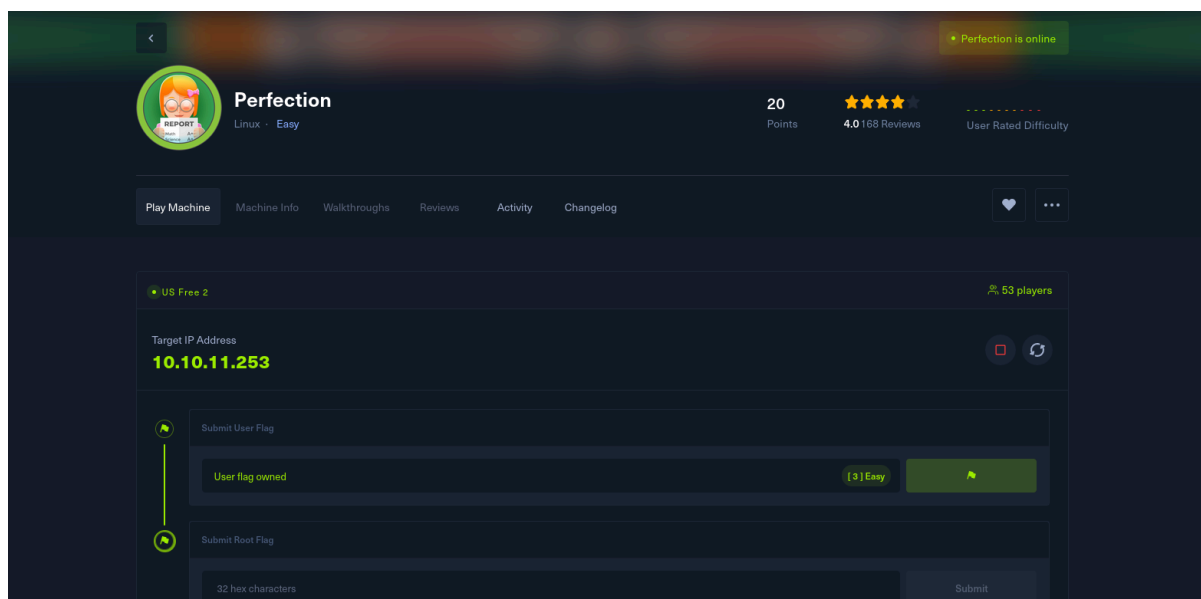 Perfection is online
Perfection
Linux · Easy
REPORT
20
Points
4.0 168 Reviews
User Rated Difficulty
Play Machine
Machine Info
Walkthroughs
Reviews
Activity
Changelog
US Free 2
53 players
Target IP Address
10.10.11.253
Submit User Flag
User flag owned
[ 3 ] Easy
Submit Root Flag
32 hex characters
Submit